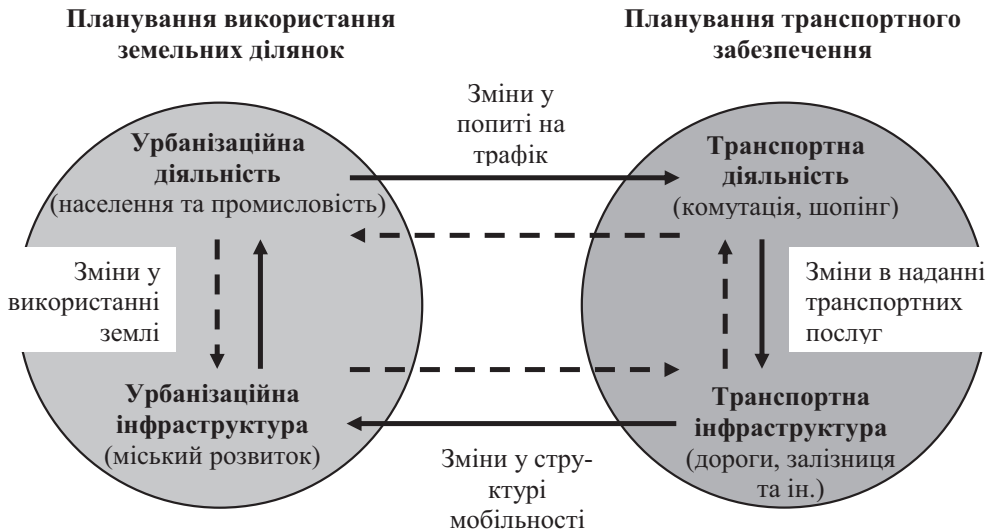 Планування використання
земельних ділянок
Планування транспортного
забезпечення
Зміни у
попиті на
трафік
Урбанізаційна
діяльність
(населення та промисловість)
Транспортна
діяльність
(комутація, шопінг)
Зміни у
використанні
землі
Зміни в наданні
транспортних
послуг
Урбанізаційна
інфраструктура
(міський розвиток)
Транспортна
інфраструктура
(дороги, залізниця
та ін.)
Зміни у стру-
ктурі
мобільності